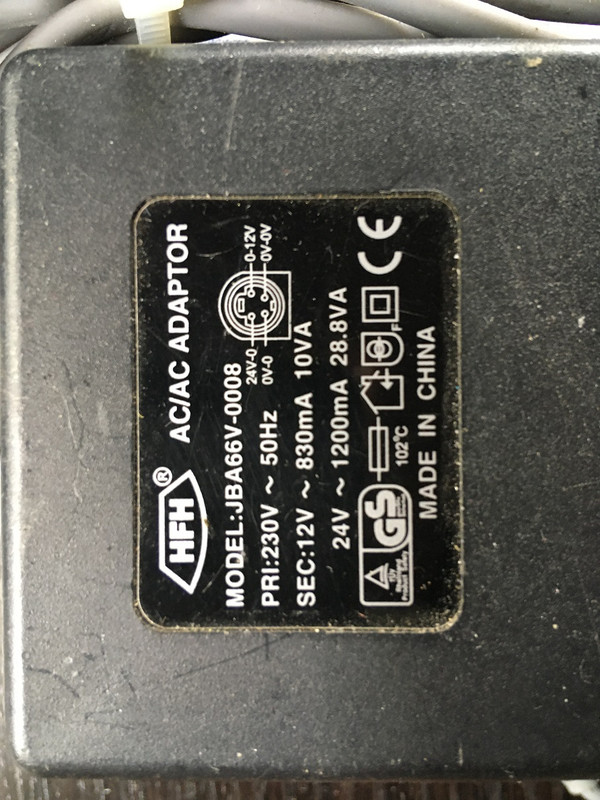 HFH® AC/AC ADAPTOR
MODEL:JBA66V-0008
24V-0 0-12V
0V-0 0V-0V
PRI:230V ~ 50Hz
SEC:12V ~ 830mA 10VA
24V ~ 1200mA 28.8VA
GS
102℃
F
CE
MADE IN CHINA